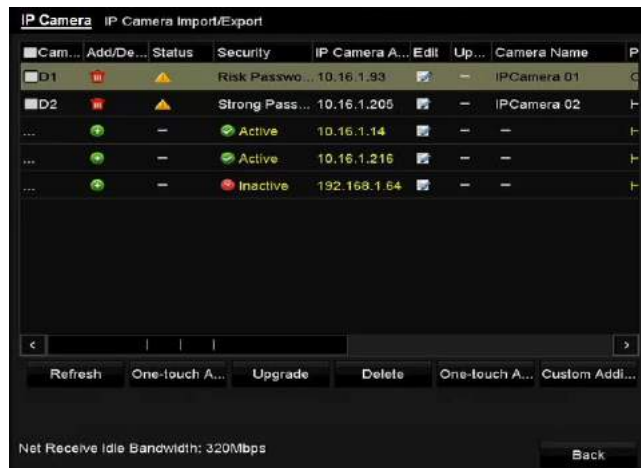 IP Camera IP Camera Import/Export
Cam... Add/De... Status Security IP Camera A... Edit Up... Camera Name P
D1 Risk Passwo... 10.16.1.93 – IPCamera 01
D2 Strong Pass... 10.16.1.205 – IPCamera 02 H
... – Active 10.16.1.14 – – H
... – Active 10.16.1.216 – – H
... – Inactive 192.168.1.64 – – H
Refresh One-touch A... Upgrade Delete One-touch A... Custom Addi...
Net Receive Idle Bandwidth: 320Mbps
Back